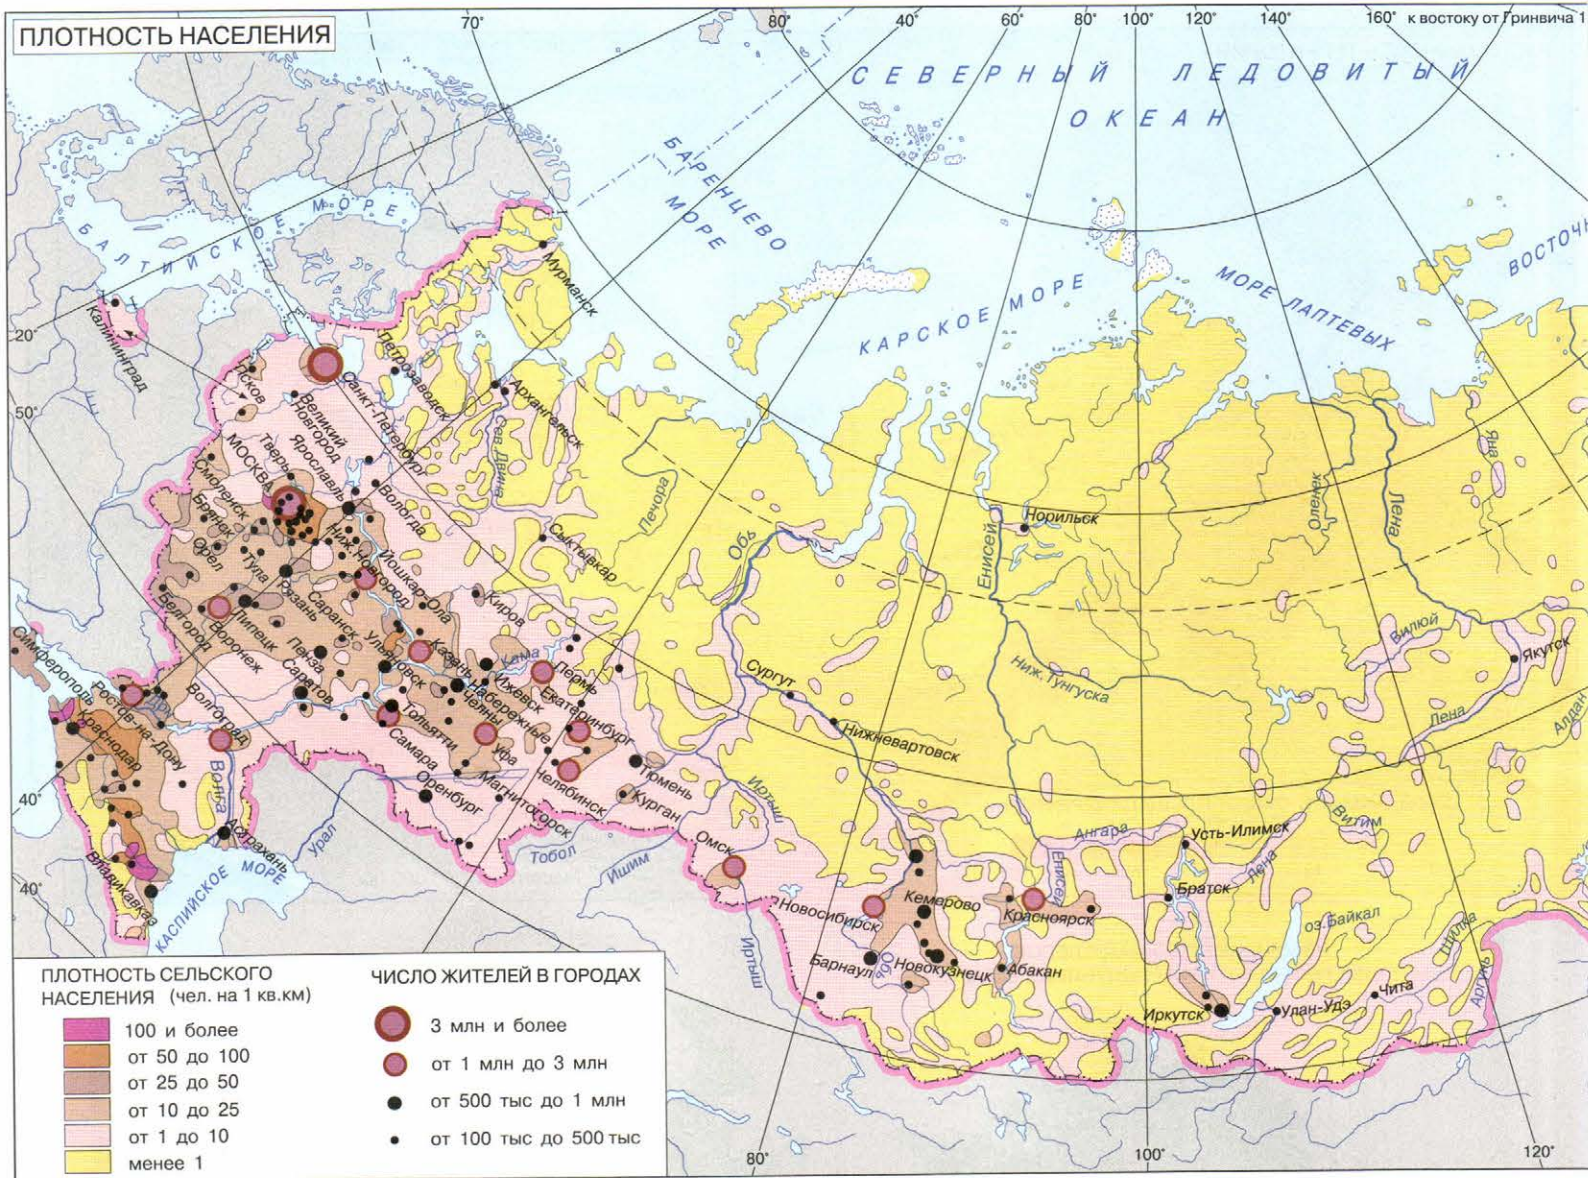 ПЛОТНОСТЬ НАСЕЛЕНИЯ
70°
80°
40°
60°
80°
100°
120°
140°
160°
к востоку от Гринвича 1
СЕВЕРНЫЙ ЛЕДОВИТЫЙ
ОКЕАН
БАРЕНЦЕВО
МОРЕ
БАЛТИЙСКОЕ МОРЕ
КАРСКОЕ МОРЕ
МОРЕ ЛАПТЕВЫХ
ВОСТОЧН
20°
50°
40°
40°
Мурманск
Калининград
Псков
Великий
Новгород
Санкт-Петербург
Петрозаводск
Архангельск
Сев. Двина
МОСКВА
Тверь
Ярославль
Вологда
Смоленск
Брянск
Орел
Тула
Рязань
Ниж. Новгород
Йошкар-Ола
Киров
Сыктывкар
Печора
Обь
Енисей
Норильск
Оленек
Лена
Яна
Белгород
Воронеж
Липецк
Пенза
Саранск
Саратов
Ульяновск
Казань
Набережные
Челны
Ижевск
Кама
Пермь
Екатеринбург
Тольятти
Самара
Уфа
Челябинск
Магнитогорск
Оренбург
Тюмень
Курган
Симферополь
Ростов-на-Дону
Краснодар
Волгоград
Волга
Астрахань
Владикавказ
КАСПИЙСКОЕ МОРЕ
Урал
Тобол
Ишим
Иртыш
Омск
Иртыш
Сургут
Нижневартовск
Ниж. Тунгуска
Вилюй
Якутск
Лена
Алдан
Витим
Ангара
Усть-Илимск
Лена
Енисей
Братск
Новосибирск
Кемерово
Красноярск
оз. Байкал
Шилка
Барнаул
Обь
Новокузнецк
Абакан
Иркутск
Улан-Удэ
Чита
Аргунь
80°
100°
120°
ПЛОТНОСТЬ СЕЛЬСКОГО
НАСЕЛЕНИЯ (чел. на 1 кв.км)
100 и более
от 50 до 100
от 25 до 50
от 10 до 25
от 1 до 10
менее 1
ЧИСЛО ЖИТЕЛЕЙ В ГОРОДАХ
3 млн и более
от 1 млн до 3 млн
от 500 тыс до 1 млн
от 100 тыс до 500 тыс